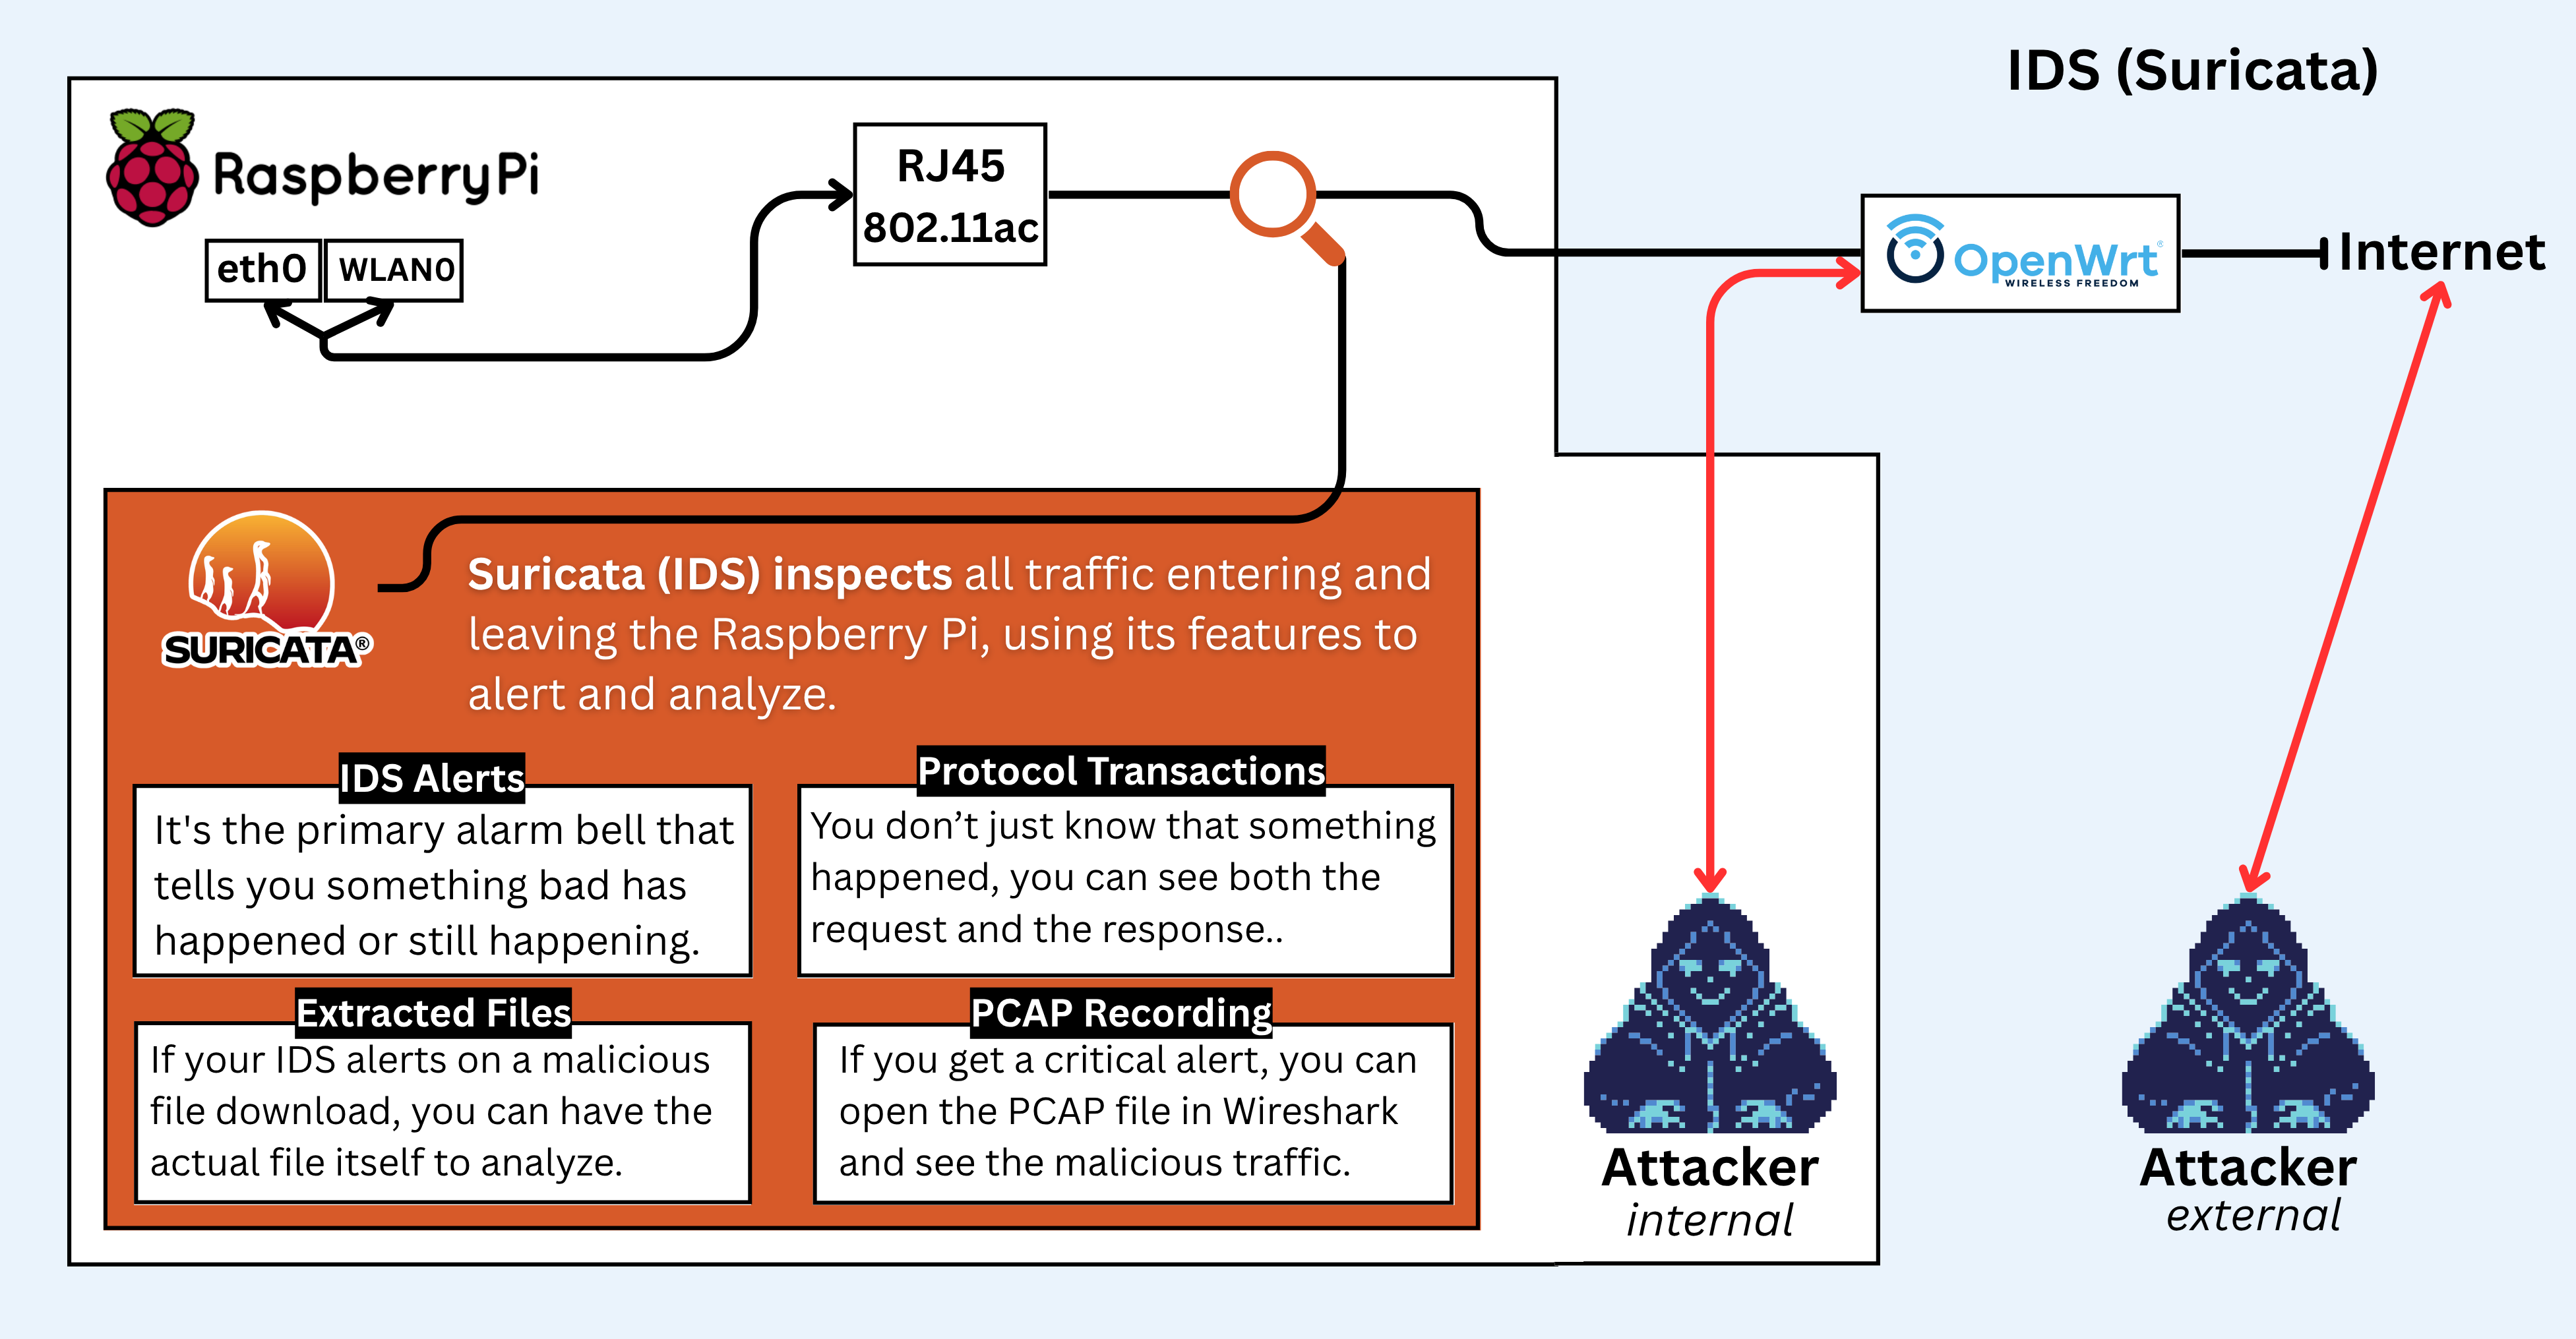 IDS (Suricata)
RaspberryPi
eth0
WLAN0
RJ45
802.11ac
OpenWrt®
WIRELESS FREEDOM
Internet
SURICATA®
Suricata (IDS) inspects all traffic entering and
leaving the Raspberry Pi, using its features to
alert and analyze.
IDS Alerts
It's the primary alarm bell that
tells you something bad has
happened or still happening.
Protocol Transactions
You don’t just know that something
happened, you can see both the
request and the response..
Extracted Files
If your IDS alerts on a malicious
file download, you can have the
actual file itself to analyze.
PCAP Recording
If you get a critical alert, you can
open the PCAP file in Wireshark
and see the malicious traffic.
Attacker
internal
Attacker
external